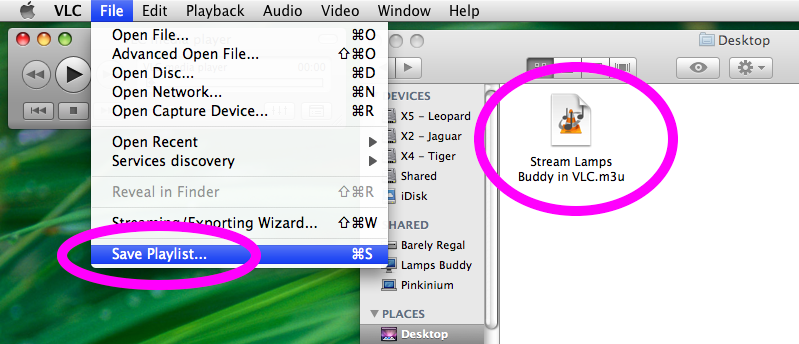 VLC File Edit Playback Audio Video Window Help
Open File... ⌘O
Advanced Open File... ⇧⌘O
Open Disc... ⌘D
Open Network... ⌘N
Open Capture Device... ⌘R
Open Recent
Services discovery
Reveal in Finder ⇧⌘R
Streaming/Exporting Wizard... ⇧⌘W
Save Playlist... ⌘S
Desktop
DEVICES
X5 - Leopard
X2 - Jaguar
X4 - Tiger
Shared
iDisk
SHARED
Barely Regal
Lamps Buddy
Pinkinium
PLACES
Desktop
Stream Lamps
Buddy in VLC.m3u